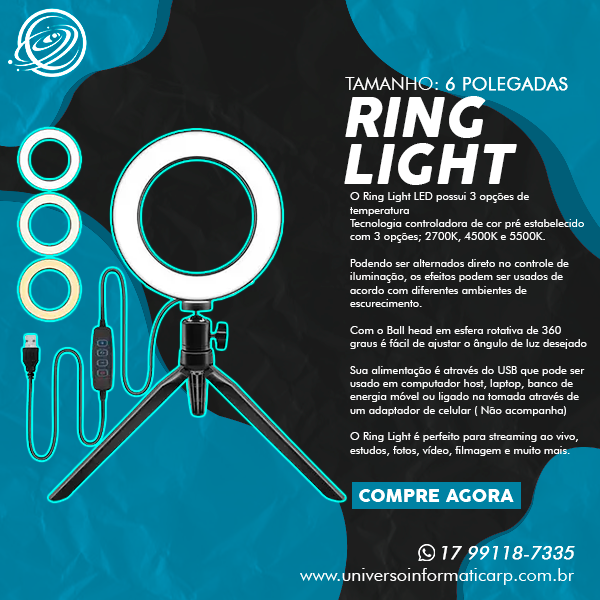 TAMANHO: 6 POLEGADAS
RING
LIGHT
O Ring Light LED possui 3 opções de
temperatura
Tecnologia controladora de cor pré estabelecido
com 3 opções; 2700K, 4500K e 5500K.
Podendo ser alternados direto no controle de
iluminação, os efeitos podem ser usados de
acordo com diferentes ambientes de
escurecimento.
Com o Ball head em esfera rotativa de 360
graus é fácil de ajustar o ângulo de luz desejado
Sua alimentação é através do USB que pode ser
usado em computador host, laptop, banco de
energia móvel ou ligado na tomada através de
um adaptador de celular ( Não acompanha)
O Ring Light é perfeito para streaming ao vivo,
estudos, fotos, vídeo, filmagem e muito mais.
COMPRE AGORA
17 99118-7335
www.universoinformaticarp.com.br